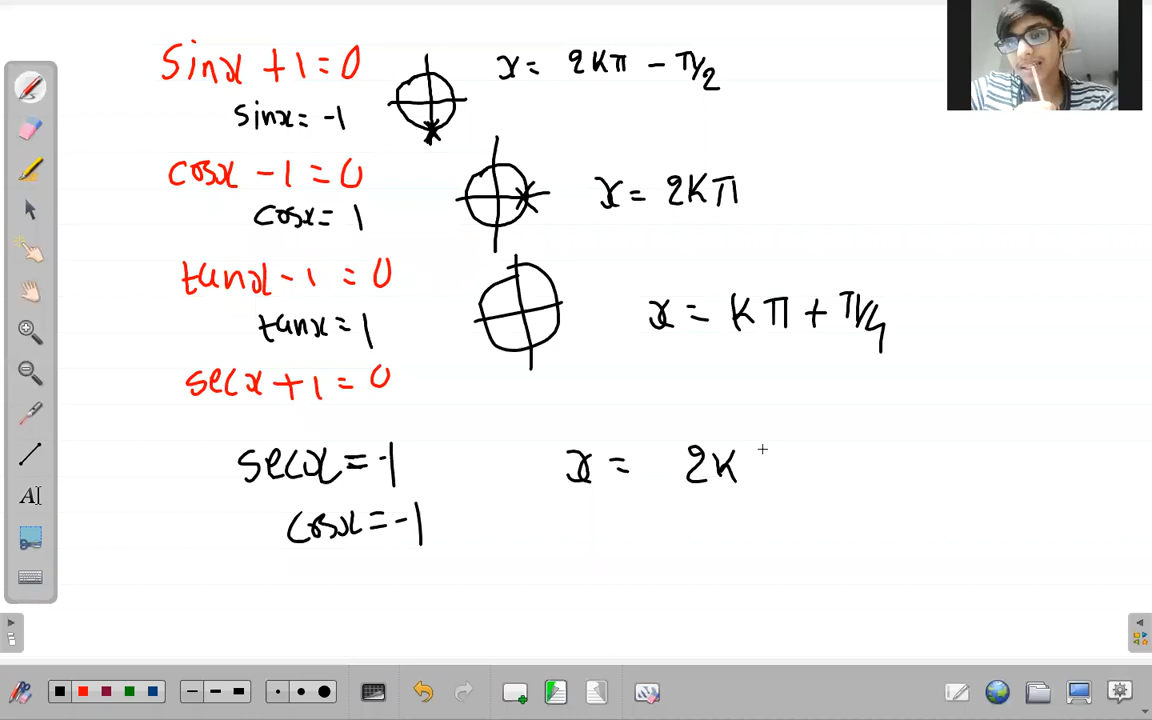 sinx + 1 = 0
x = 2Kπ − π/2
sinx = -1
cosx − 1 = 0
x = 2Kπ
cosx = 1
tanx − 1 = 0
x = Kπ + π/4
tanx = 1
secx + 1 = 0
secx = -1
x = 2K
cosx = -1
AI